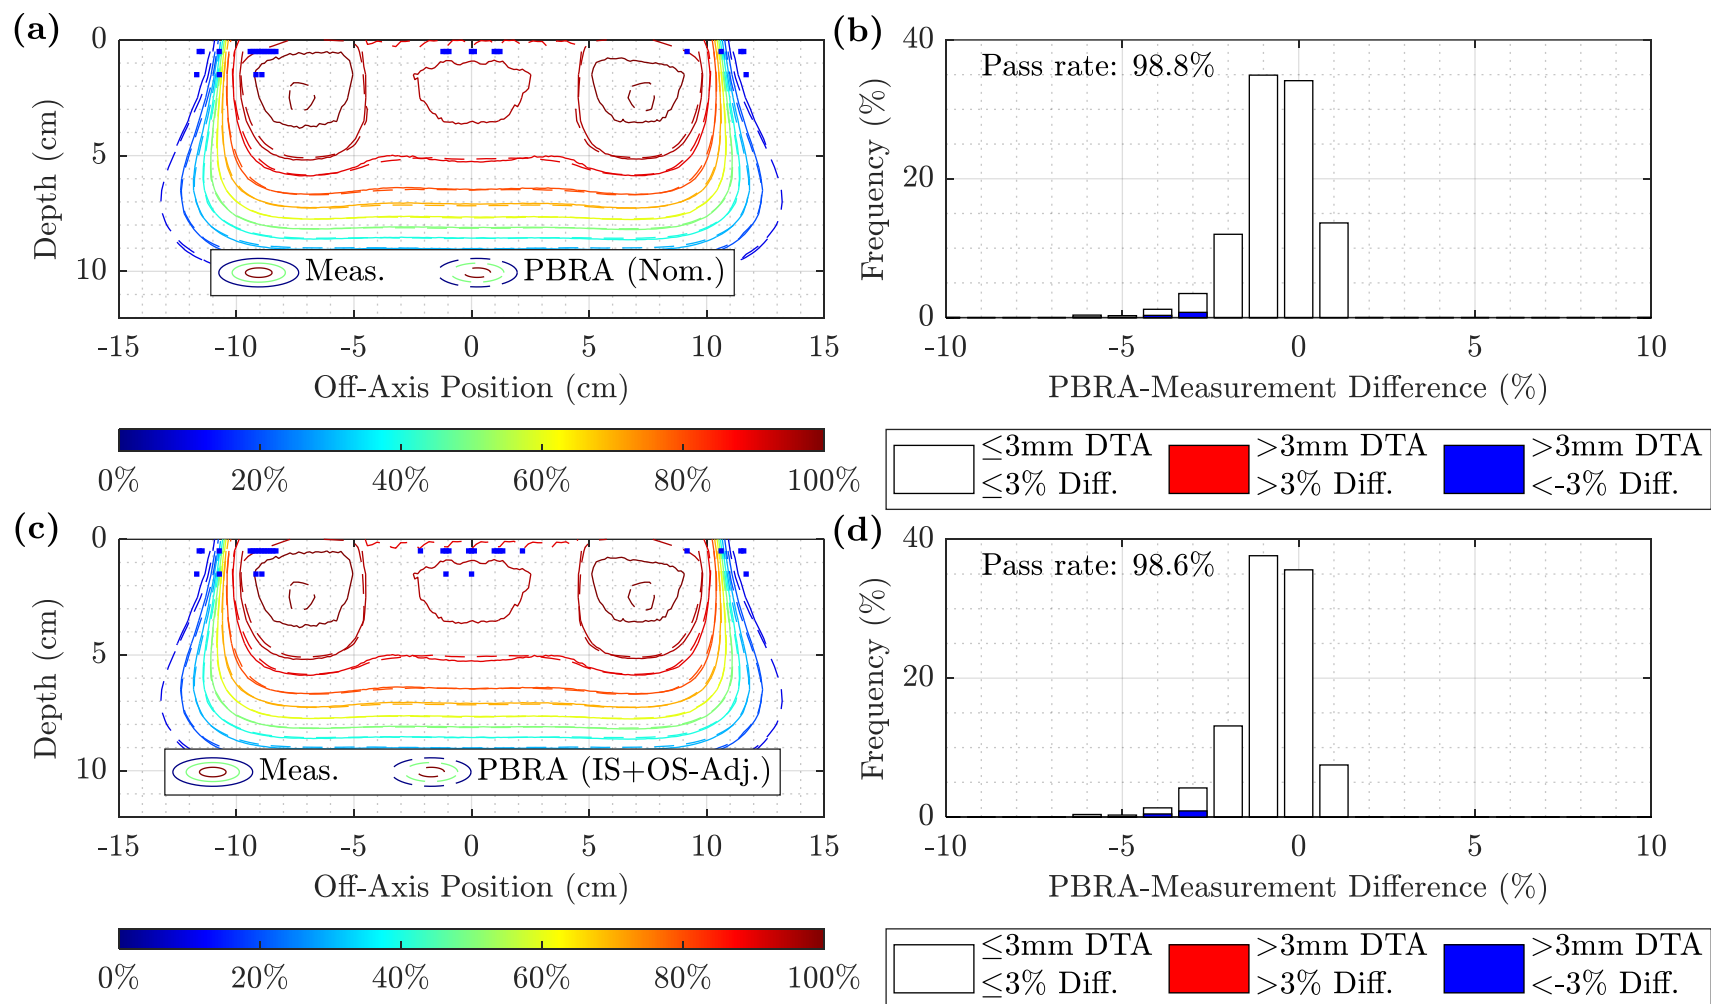 (a)
0
5
10
Depth (cm)
Meas.
PBRA (Nom.)
-15 -10 -5 0 5 10 15
Off-Axis Position (cm)
0% 20% 40% 60% 80% 100%
(b)
40
20
0
Frequency (%)
Pass rate: 98.8%
-10 -5 0 5 10
PBRA-Measurement Difference (%)
≤3mm DTA
≤3% Diff.
>3mm DTA
>3% Diff.
>3mm DTA
<-3% Diff.
(c)
0
5
10
Depth (cm)
Meas.
PBRA (IS+OS-Adj.)
-15 -10 -5 0 5 10 15
Off-Axis Position (cm)
0% 20% 40% 60% 80% 100%
(d)
40
20
0
Frequency (%)
Pass rate: 98.6%
-10 -5 0 5 10
PBRA-Measurement Difference (%)
≤3mm DTA
≤3% Diff.
>3mm DTA
>3% Diff.
>3mm DTA
<-3% Diff.